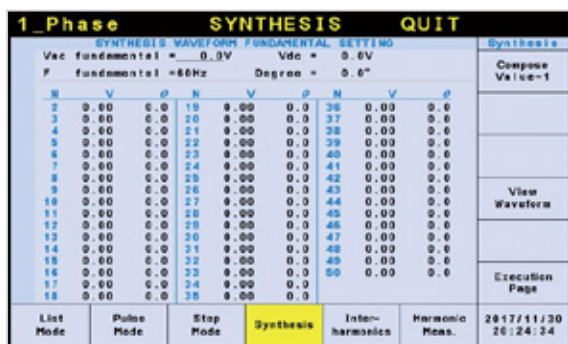 1_Phase SYNTHESIS QUIT
SYNTHESIS WAVEFORM FUNDAMENTAL SETTING
Vac fundamental = 0.0V Vdc = 0.0V
F fundamental =60Hz Degree = 0.0°
N V θ N V θ N V θ
2 0.00 0.0 19 0.00 0.0 36 0.00 0.0
3 0.00 0.0 20 0.00 0.0 37 0.00 0.0
4 0.00 0.0 21 0.00 0.0 38 0.00 0.0
5 0.00 0.0 22 0.00 0.0 39 0.00 0.0
6 0.00 0.0 23 0.00 0.0 40 0.00 0.0
7 0.00 0.0 24 0.00 0.0 41 0.00 0.0
8 0.00 0.0 25 0.00 0.0 42 0.00 0.0
9 0.00 0.0 26 0.00 0.0 43 0.00 0.0
10 0.00 0.0 27 0.00 0.0 44 0.00 0.0
11 0.00 0.0 28 0.00 0.0 45 0.00 0.0
12 0.00 0.0 29 0.00 0.0 46 0.00 0.0
13 0.00 0.0 30 0.00 0.0 47 0.00 0.0
14 0.00 0.0 31 0.00 0.0 48 0.00 0.0
15 0.00 0.0 32 0.00 0.0 49 0.00 0.0
16 0.00 0.0 33 0.00 0.0 50 0.00 0.0
17 0.00 0.0 34 0.00 0.0
18 0.00 0.0 35 0.00 0.0
Synthesis
Compose
Value-1
View
Waveform
Execution
Page
List
Mode
Pulse
Mode
Step
Mode
Synthesis
Inter-
harmonics
Harmonic
Meas.
2017/11/30
20:24:34